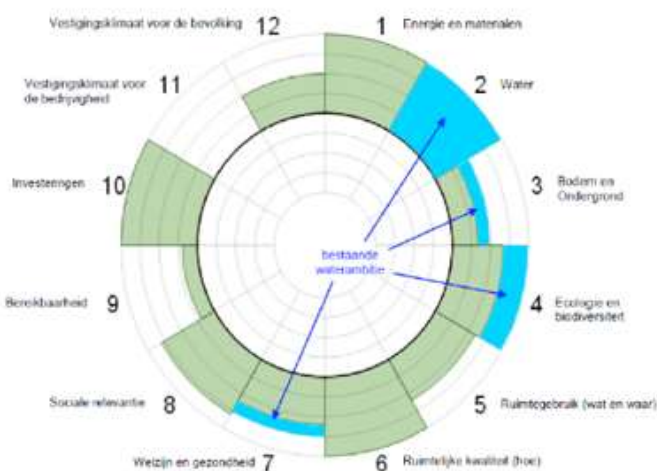 Vestigingsklimaat voor de bevolking
12
1
Energie en materialen
2
Water
3
Bodem en
Ondergrond
4
Ecologie en
biodiversiteit
5
Ruimtegebruik (wat en waar)
6
Ruimtelijke kwaliteit (hoe)
Welzijn en gezondheid
7
8
Sociale relevantie
9
Bereikbaarheid
10
Investeringen
11
Vestigingsklimaat voor
de bedrijvigheid
bestaande
waterambitie